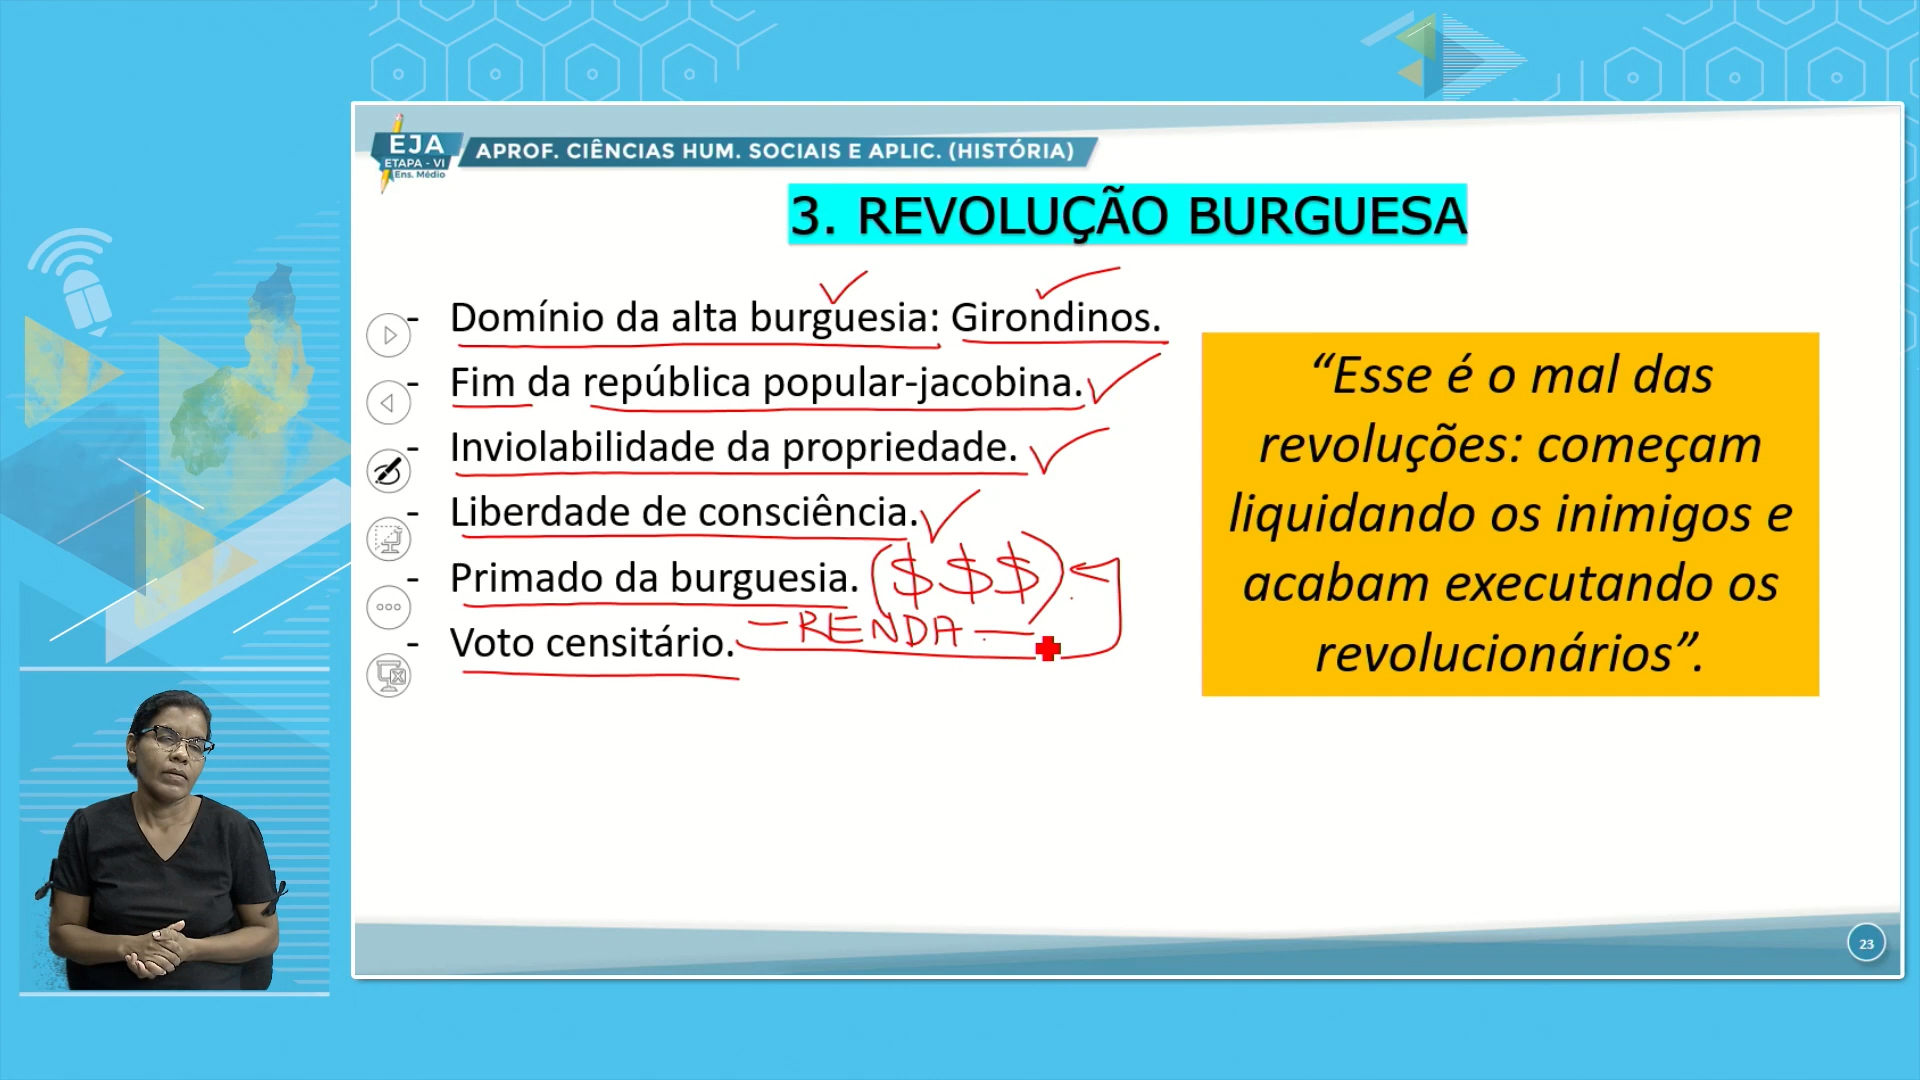 EJA
ETAPA - VI
Ens. Médio
APROF. CIÊNCIAS HUM. SOCIAIS E APLIC. (HISTÓRIA)
3. REVOLUÇÃO BURGUESA
- Domínio da alta burguesia: Girondinos.
- Fim da república popular-jacobina.
- Inviolabilidade da propriedade.
- Liberdade de consciência.
- Primado da burguesia. ($$$)
- RENDA -
- Voto censitário.
“Esse é o mal das
revoluções: começam
liquidando os inimigos e
acabam executando os
revolucionários”.
23